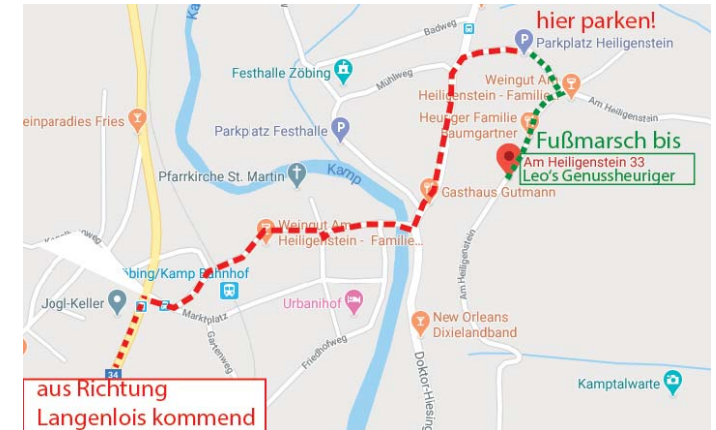 hier parken!
Badweg
Parkplatz Heiligenstein
Festhalle Zöbing
Mühlweg
Weingut Am
Heiligenstein - Familie...
Am Heiligenstein
einparadies Fries
Heuriger Familie
Baumgartner
Parkplatz Festhalle
Fußmarsch bis
Am Heiligenstein 33
Leo's Genussheuriger
Pfarrkirche St. Martin
Kamp
Gasthaus Gutmann
Weingut Am
Heiligenstein - Familie...
Am Heiligenstein
öbing/Kamp Bahnhof
Jogl-Keller
Urbanihof
Marktplatz
New Orleans
Dixielandband
Gartenweg
Friedhofweg
Doktor-Hiesing
34
Kamptalwarte
aus Richtung
Langenlois kommend